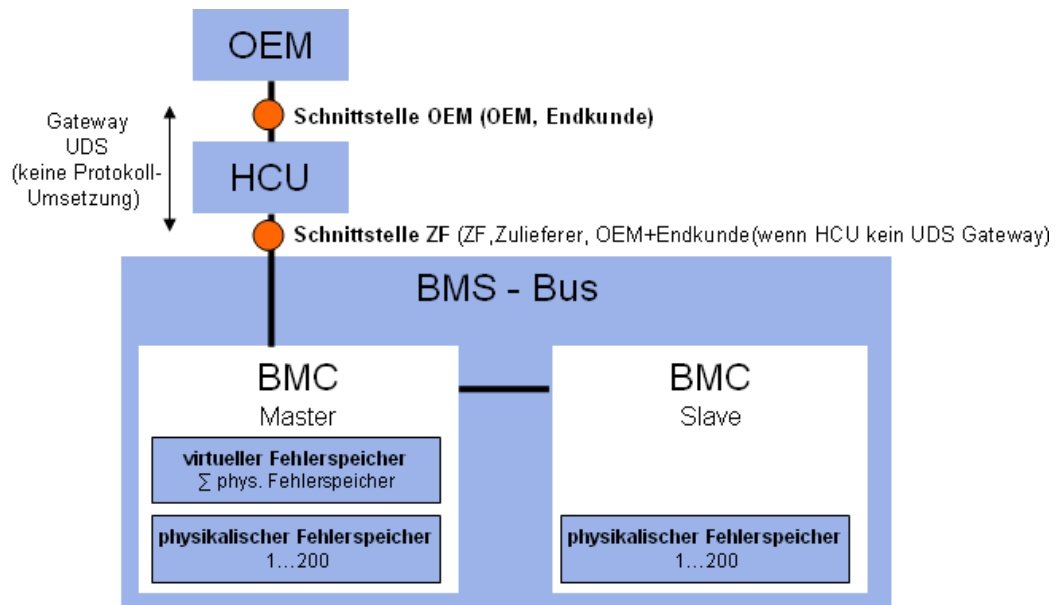 OEM
Schnittstelle OEM (OEM, Endkunde)
Gateway
UDS
(keine Protokoll-
Umsetzung)
HCU
Schnittstelle ZF (ZF,Zulieferer, OEM+Endkunde(wenn HCU kein UDS Gateway)
BMS - Bus
BMC
Master
virtueller Fehlerspeicher
∑ phys. Fehlerspeicher
physikalischer Fehlerspeicher
1...200
BMC
Slave
physikalischer Fehlerspeicher
1...200